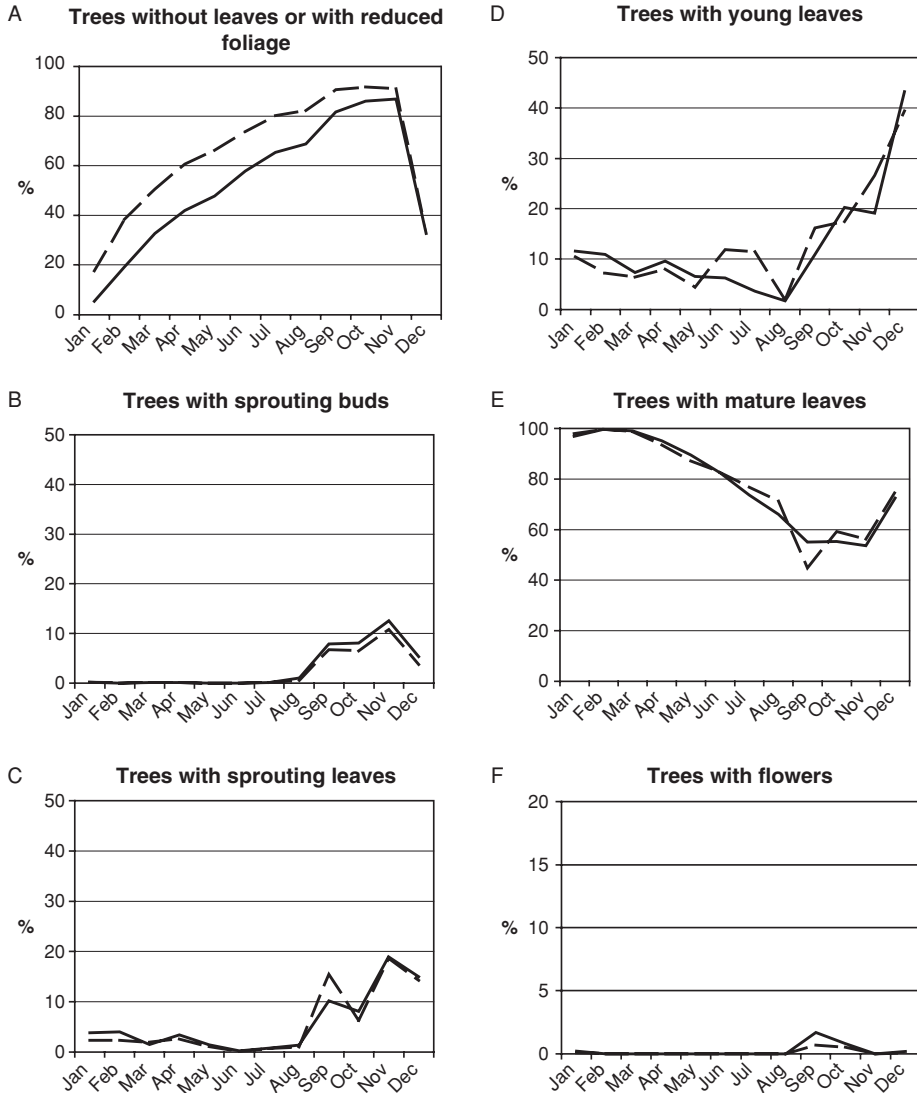 A
Trees without leaves or with reduced
foliage
100
80
60
%
40
20
0
Jan Feb Mar Apr May Jun Jul Aug Sep Oct Nov Dec
B
Trees with sprouting buds
50
40
30
%
20
10
0
Jan Feb Mar Apr May Jun Jul Aug Sep Oct Nov Dec
C
Trees with sprouting leaves
50
40
30
%
20
10
0
Jan Feb Mar Apr May Jun Jul Aug Sep Oct Nov Dec
D
Trees with young leaves
50
40
30
%
20
10
0
Jan Feb Mar Apr May Jun Jul Aug Sep Oct Nov Dec
E
Trees with mature leaves
100
80
60
%
40
20
0
Jan Feb Mar Apr May Jun Jul Aug Sep Oct Nov Dec
F
Trees with flowers
20
15
%
10
5
0
Jan Feb Mar Apr May Jun Jul Aug Sep Oct Nov Dec